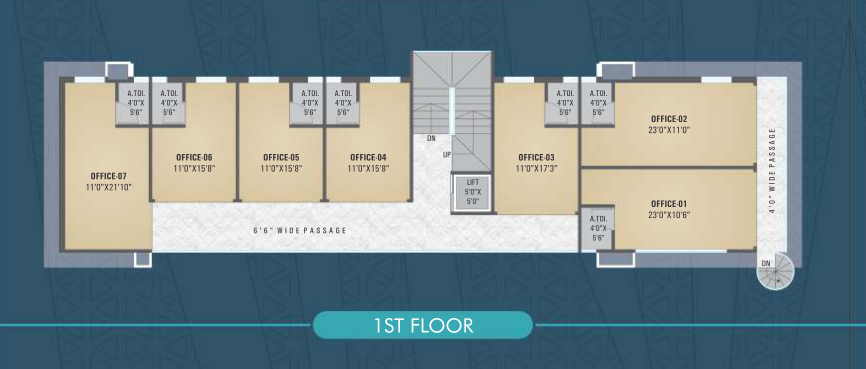 A.TOI.
4'0"X
5'6"
A.TOI.
4'0"X
5'6"
A.TOI.
4'0"X
5'6"
A.TOI.
4'0"X
5'6"
A.TOI.
4'0"X
5'6"
A.TOI.
4'0"X
5'6"
OFFICE-02
23'0"X11'0"
DN
UP
OFFICE-07
11'0"X21'10"
OFFICE-06
11'0"X15'8"
OFFICE-05
11'0"X15'8"
OFFICE-04
11'0"X15'8"
OFFICE-03
11'0"X17'3"
LIFT
5'0"X
5'0"
OFFICE-01
23'0"X10'6"
A.TOI.
4'0"X
5'6"
4'0" WIDE PASSAGE
6'6" WIDE PASSAGE
DN
1ST FLOOR